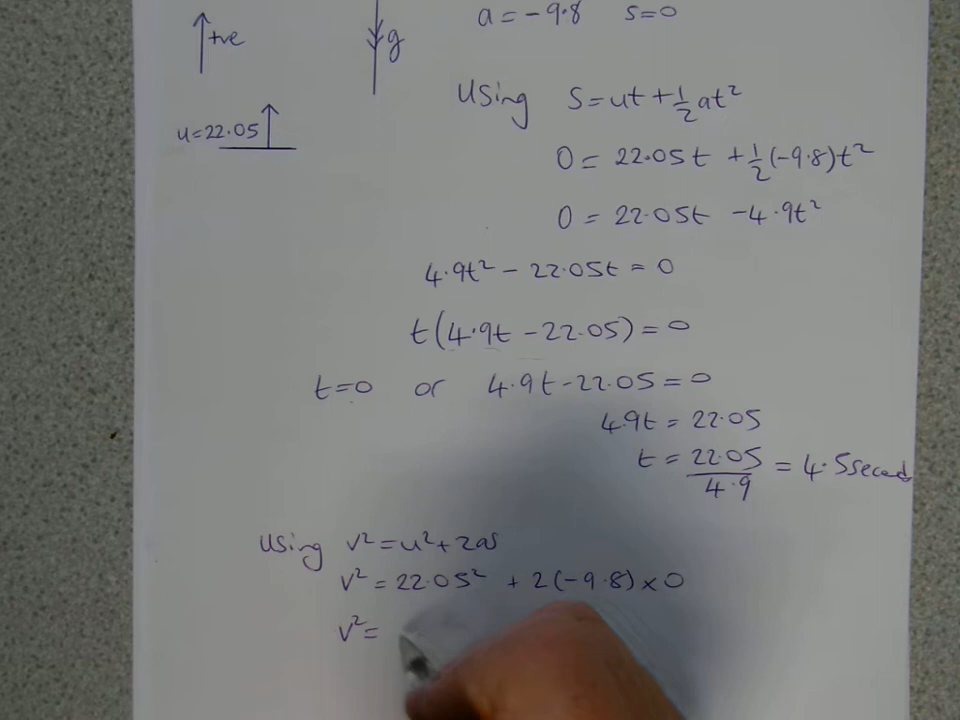 a = -9.8 s=0
+ve
g
u=22.05
Using S=ut+½at²
0 = 22.05t +½(-9.8)t²
0 = 22.05t -4.9t²
4.9t² - 22.05t = 0
t(4.9t - 22.05) = 0
t=0 or 4.9t-22.05 = 0
4.9t = 22.05
t = 22.05/4.9 = 4.5 second
Using v²=u²+2as
v² = 22.05² + 2(-9.8)×0
v²=